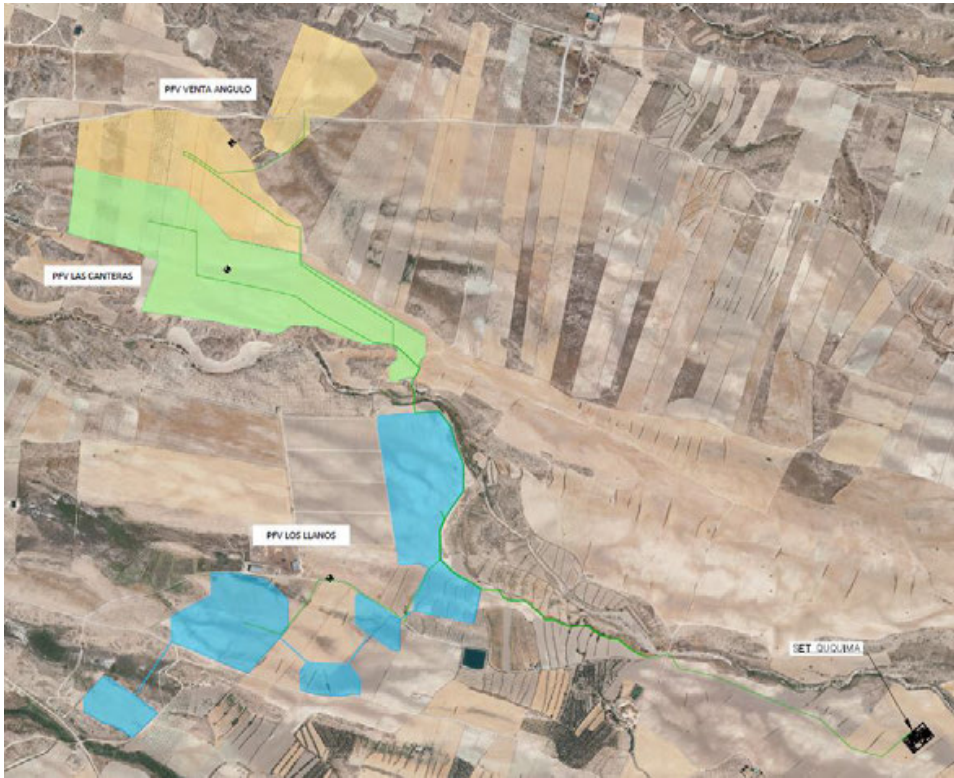 PFV VENTA ANGULO
PFV LAS CANTERAS
PFV LOS LLANOS
SET QUQUIMA